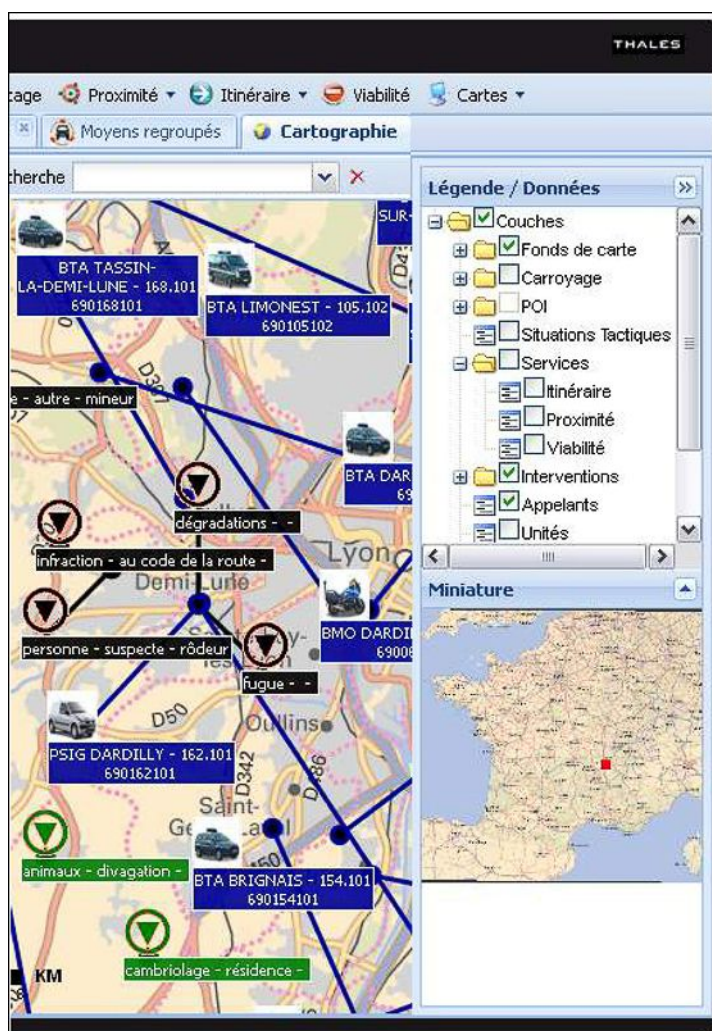 THALES
Proximité
Itinéraire
Viabilité
Cartes
Moyens regroupés
Cartographie
Légende / Données
Couches
Fonds de carte
Carroyage
POI
Situations Tactiques
Services
Itinéraire
Proximité
Viabilité
Interventions
Appelants
Unités
Miniature
BTA TASSIN-
LA-DEMI-LUNE - 168.101
690168101
BTA LIMONEST - 105.102
690105102
- autre - mineur
BTA DAR
dégradations - -
infraction - au code de la route -
Lyon
Demi-Lune
personne - suspecte - rôdeur
BMO DARDI
fugue - -
D50
Oullins
PSIG DARDILLY - 162.101
690162101
D342
Saint-
animaux - divagation -
BTA BRIGNAIS - 154.101
690154101
cambriolage - résidence -
KM